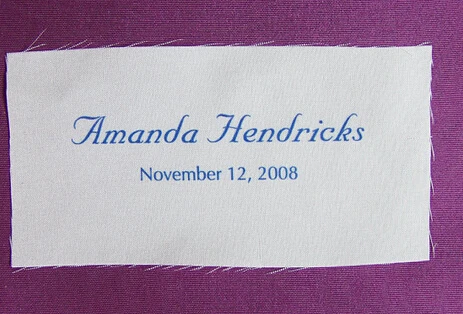 Amanda Hendricks
November 12, 2008